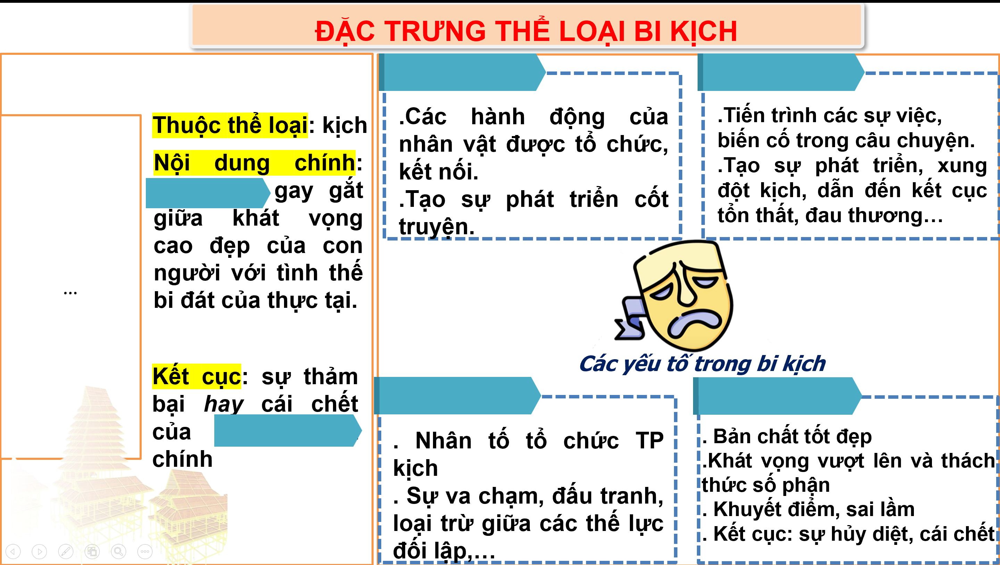 ĐẶC TRƯNG THỂ LOẠI BI KỊCH
...
Thuộc thể loại: kịch
Nội dung chính:
gay gắt
giữa khát vọng
cao đẹp của con
người với tình thế
bi đát của thực tại.
Kết cục: sự thảm
bại hay cái chết
của
chính
.Các hành động của
nhân vật được tổ chức,
kết nối.
.Tạo sự phát triển cốt
truyện.
.Tiến trình các sự việc,
biến cố trong câu chuyện.
.Tạo sự phát triển, xung
đột kịch, dẫn đến kết cục
tổn thất, đau thương...
Các yếu tố trong bi kịch
. Nhân tố tổ chức TP
kịch
. Sự va chạm, đấu tranh,
loại trừ giữa các thế lực
đối lập,...
. Bản chất tốt đẹp
.Khát vọng vượt lên và thách
thức số phận
. Khuyết điểm, sai lầm
. Kết cục: sự hủy diệt, cái chết